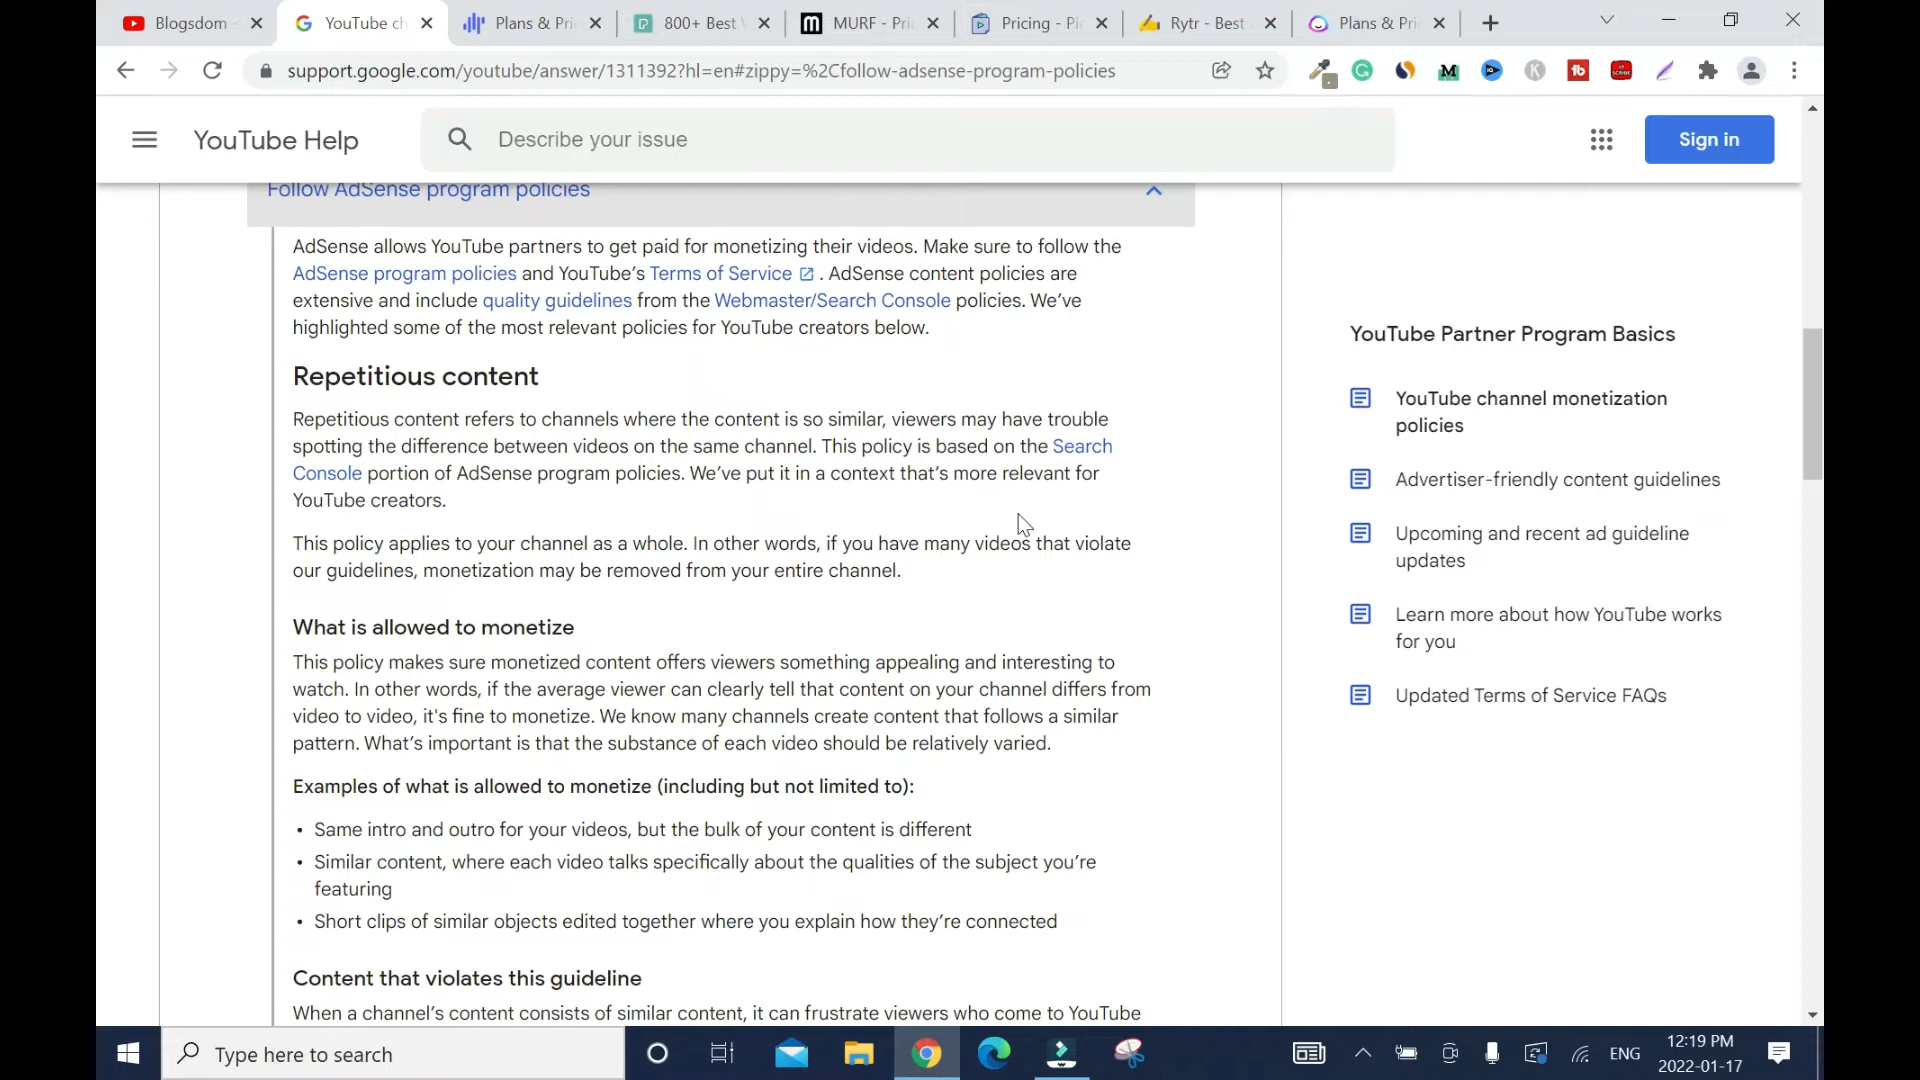 Blogsdom
YouTube ch
Plans & Pri
800+ Best
MURF - Pri
Pricing - Pi
Rytr - Best
Plans & Pri
support.google.com/youtube/answer/1311392?hl=en#zippy=%2Cfollow-adsense-program-policies
YouTube Help
Describe your issue
Sign in
Follow AdSense program policies
AdSense allows YouTube partners to get paid for monetizing their videos. Make sure to follow the
AdSense program policies and YouTube’s Terms of Service . AdSense content policies are
extensive and include quality guidelines from the Webmaster/Search Console policies. We’ve
highlighted some of the most relevant policies for YouTube creators below.
Repetitious content
Repetitious content refers to channels where the content is so similar, viewers may have trouble
spotting the difference between videos on the same channel. This policy is based on the Search
Console portion of AdSense program policies. We’ve put it in a context that’s more relevant for
YouTube creators.
This policy applies to your channel as a whole. In other words, if you have many videos that violate
our guidelines, monetization may be removed from your entire channel.
What is allowed to monetize
This policy makes sure monetized content offers viewers something appealing and interesting to
watch. In other words, if the average viewer can clearly tell that content on your channel differs from
video to video, it's fine to monetize. We know many channels create content that follows a similar
pattern. What’s important is that the substance of each video should be relatively varied.
Examples of what is allowed to monetize (including but not limited to):
• Same intro and outro for your videos, but the bulk of your content is different
• Similar content, where each video talks specifically about the qualities of the subject you’re
featuring
• Short clips of similar objects edited together where you explain how they’re connected
Content that violates this guideline
When a channel’s content consists of similar content, it can frustrate viewers who come to YouTube
YouTube Partner Program Basics
YouTube channel monetization
policies
Advertiser-friendly content guidelines
Upcoming and recent ad guideline
updates
Learn more about how YouTube works
for you
Updated Terms of Service FAQs
Type here to search
ENG
12:19 PM
2022-01-17